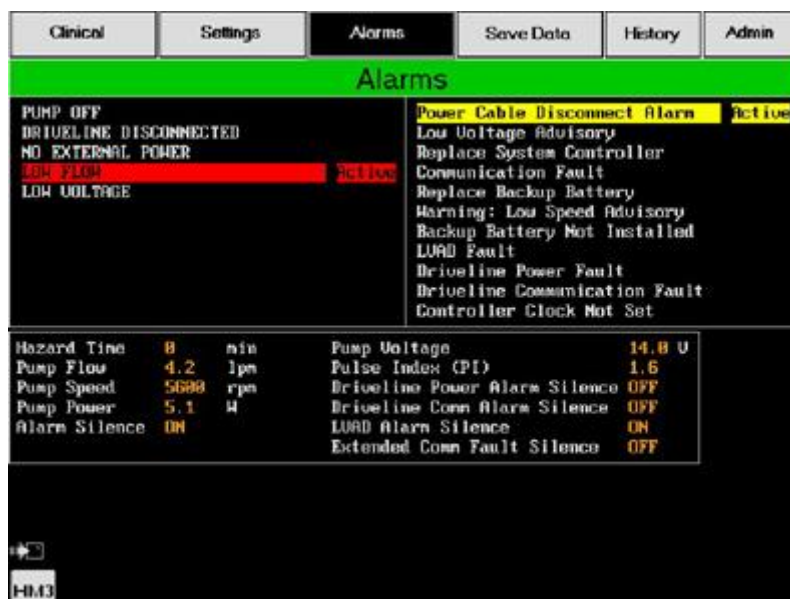 Clinical Settings Alarms Save Data History Admin
Alarms
PUMP OFF
DRIVELINE DISCONNECTED
NO EXTERNAL POWER
LOW FLOW Active
LOW VOLTAGE
Power Cable Disconnect Alarm Active
Low Voltage Advisory
Replace System Controller
Communication Fault
Replace Backup Battery
Warning: Low Speed Advisory
Backup Battery Not Installed
LVAD Fault
Driveline Power Fault
Driveline Communication Fault
Controller Clock Not Set
Hazard Time 0 min
Pump Flow 4.2 lpm
Pump Speed 5600 rpm
Pump Power 5.1 W
Alarm Silence ON
Pump Voltage 14.0 V
Pulse Index (PI) 1.6
Driveline Power Alarm Silence OFF
Driveline Comm Alarm Silence OFF
LVAD Alarm Silence ON
Extended Comm Fault Silence OFF
HM3